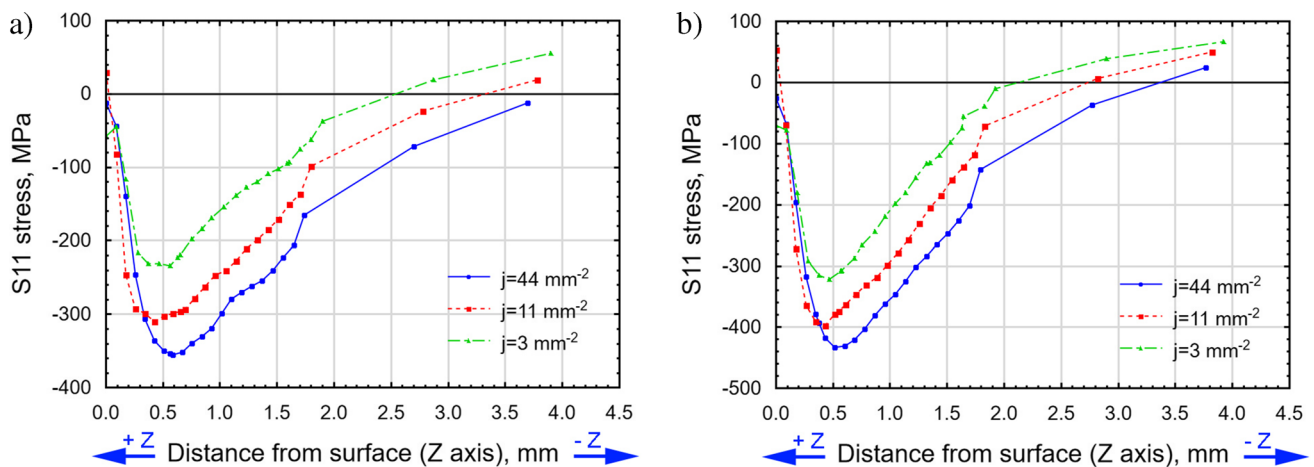 a)
100
0
-100
-200
-300
-400
S11 stress, MPa
j=44 mm-2
j=11 mm-2
j=3 mm-2
0.0 0.5 1.0 1.5 2.0 2.5 3.0 3.5 4.0 4.5
+ Z Distance from surface (Z axis), mm - Z
b)
100
0
-100
-200
-300
-400
-500
S11 stress, MPa
j=44 mm-2
j=11 mm-2
j=3 mm-2
0.0 0.5 1.0 1.5 2.0 2.5 3.0 3.5 4.0 4.5
+ Z Distance from surface (Z axis), mm - Z